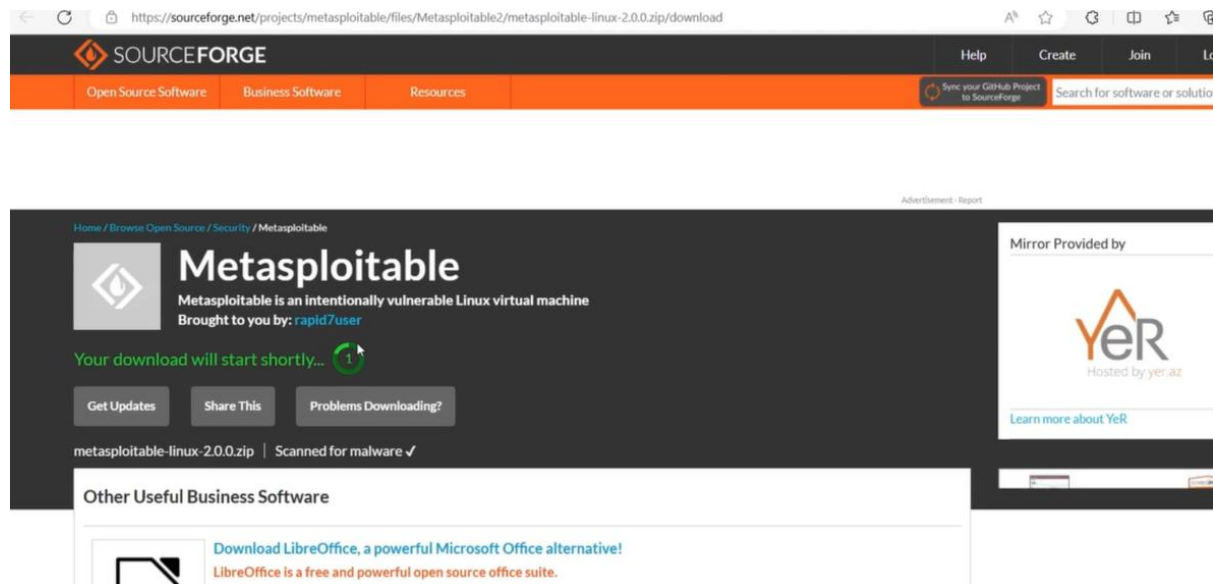 https://sourceforge.net/projects/metasploitable/files/Metasploitable2/metasploitable-linux-2.0.0.zip/download
SOURCEFORGE
Help Create Join
Open Source Software Business Software Resources
Sync your GitHub Project
to SourceForge
Search for software or solutio
Advertisement - Report
Home / Browse Open Source / Security / Metasploitable
Metasploitable
Metasploitable is an intentionally vulnerable Linux virtual machine
Brought to you by: rapid7user
Your download will start shortly... 1
Get Updates Share This Problems Downloading?
metasploitable-linux-2.0.0.zip | Scanned for malware ✓
Mirror Provided by
YeR
Hosted by yer.az
Learn more about YeR
Other Useful Business Software
Download LibreOffice, a powerful Microsoft Office alternative!
LibreOffice is a free and powerful open source office suite.